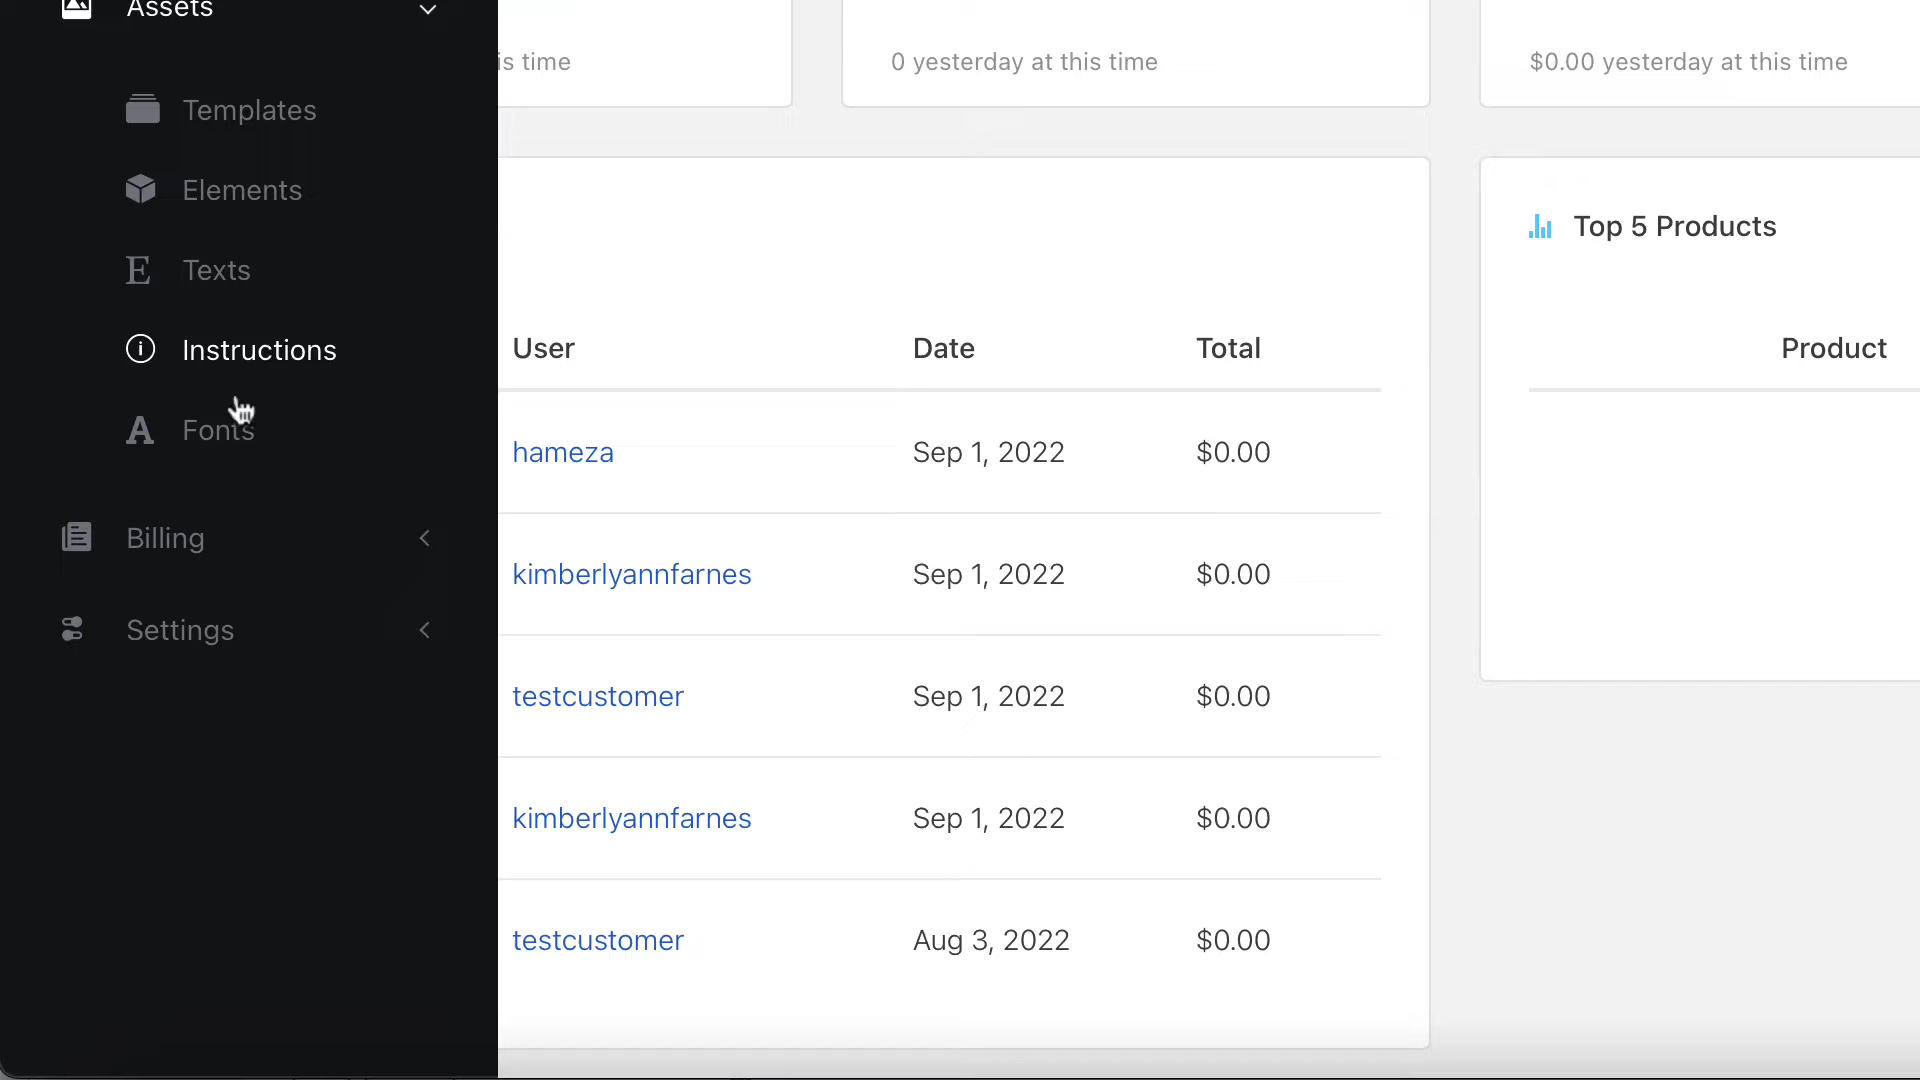 Assets
Templates
Elements
Texts
Instructions
Fonts
Billing
Settings
is time
0 yesterday at this time
$0.00 yesterday at this time
User Date Total
hameza Sep 1, 2022 $0.00
kimberlyannfarnes Sep 1, 2022 $0.00
testcustomer Sep 1, 2022 $0.00
kimberlyannfarnes Sep 1, 2022 $0.00
testcustomer Aug 3, 2022 $0.00
Top 5 Products
Product